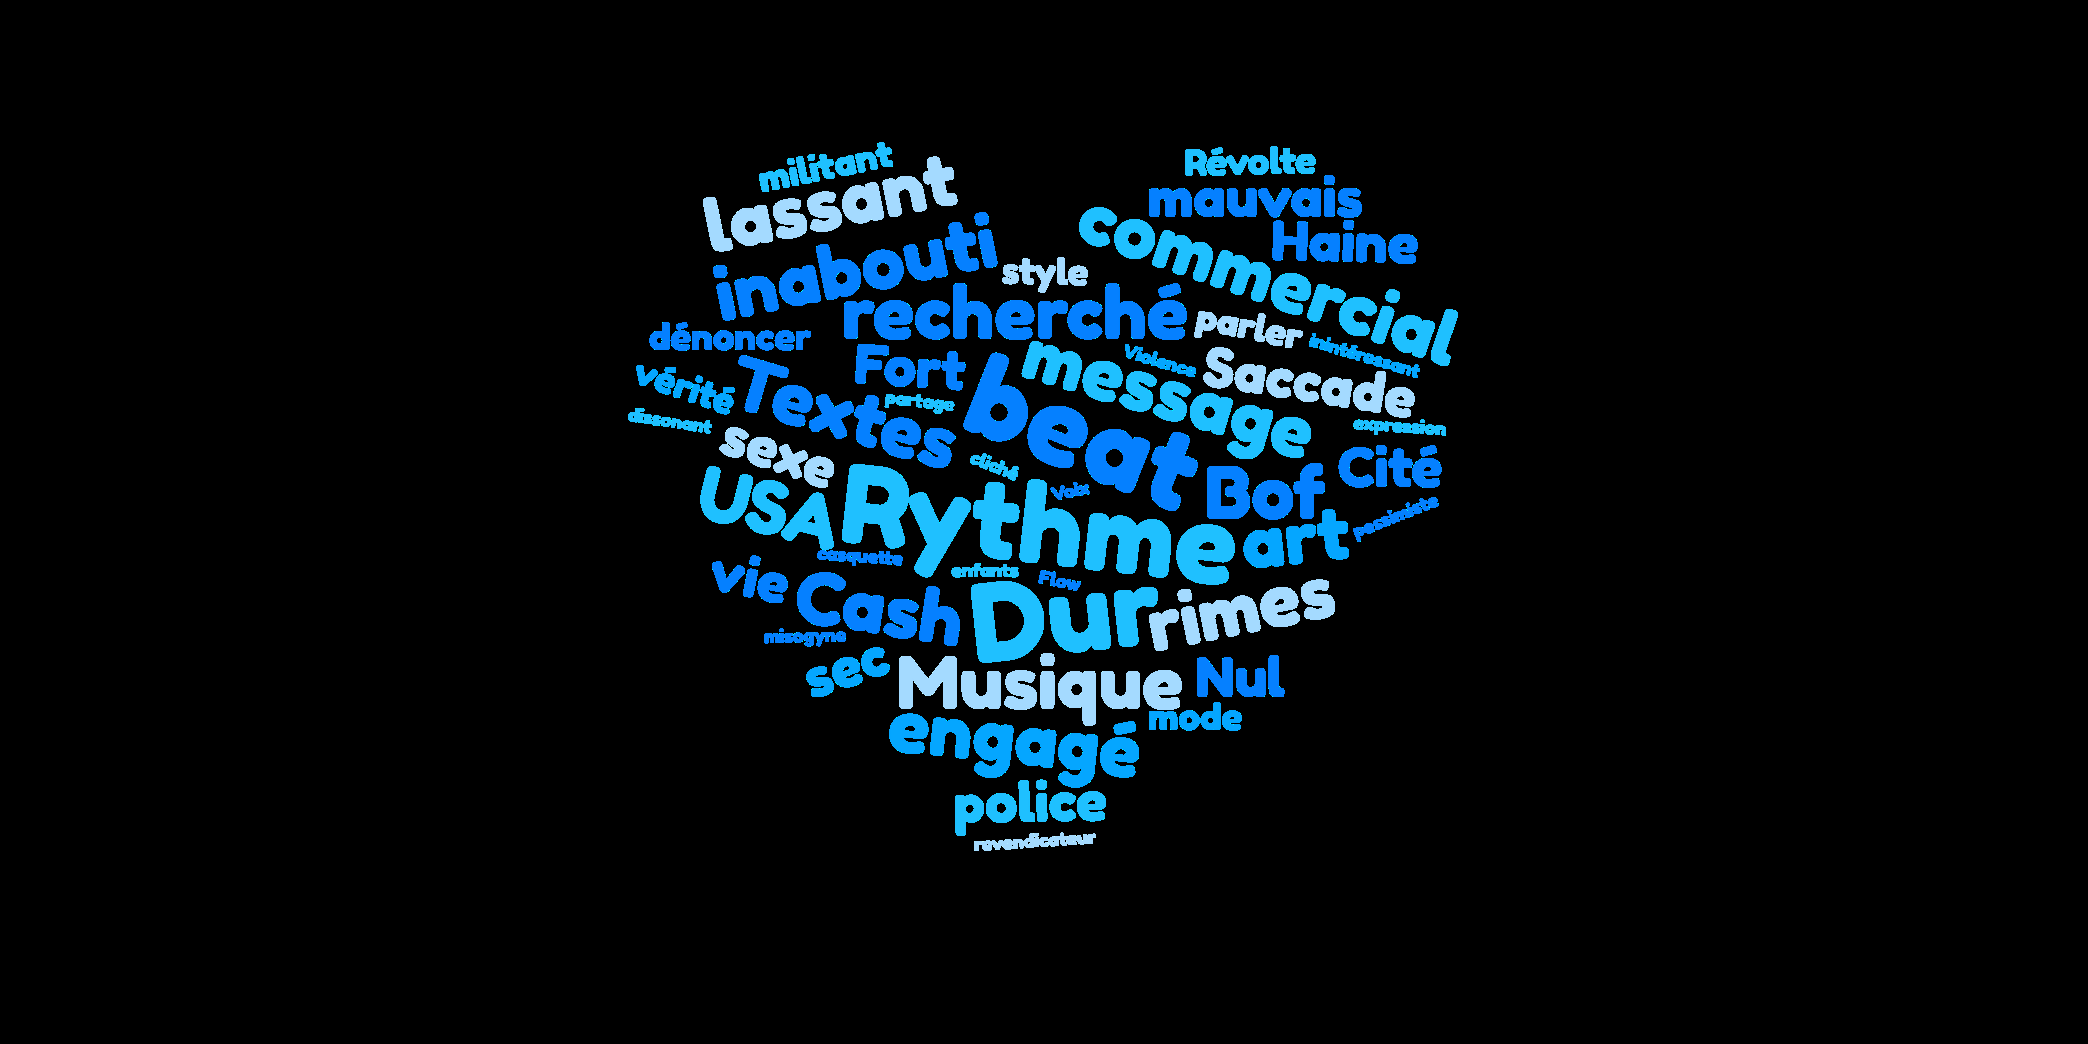 militant
Révolte
lassant
mauvais
commercial
Haine
inabouti
style
recherché
parler
dénoncer
inintéressant
Violence
message
Fort
Saccade
vérité
Textes
partage
beat
dissonant
expression
sexe
cliché
Cité
USA
Rythme
Voix
Bof
pessimiste
art
casquette
enfants
Flow
vie
Cash
Dur
rimes
misogyne
sec
Musique
Nul
mode
engagé
police
revendicateur